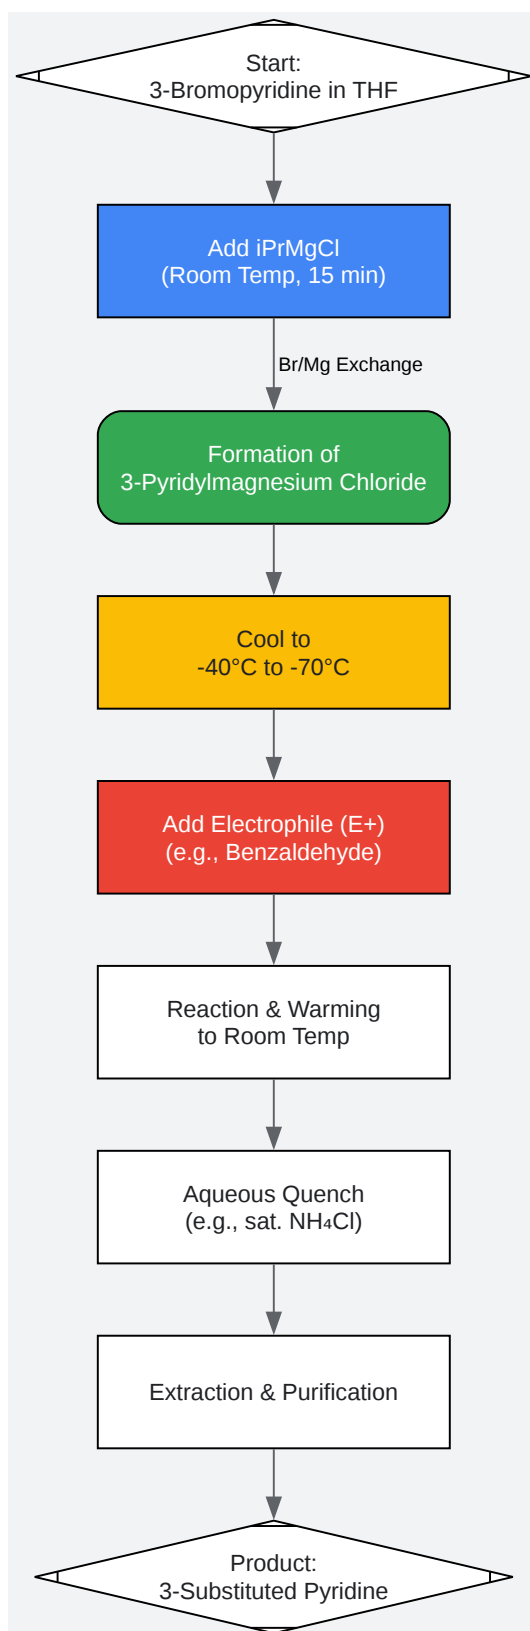 Start:
3-Bromopyridine in THF
Add iPrMgCl
(Room Temp, 15 min)
Br/Mg Exchange
Formation of
3-Pyridylmagnesium Chloride
Cool to
-40°C to -70°C
Add Electrophile (E+)
(e.g., Benzaldehyde)
Reaction & Warming
to Room Temp
Aqueous Quench
(e.g., sat. NH₄Cl)
Extraction & Purification
Product:
3-Substituted Pyridine